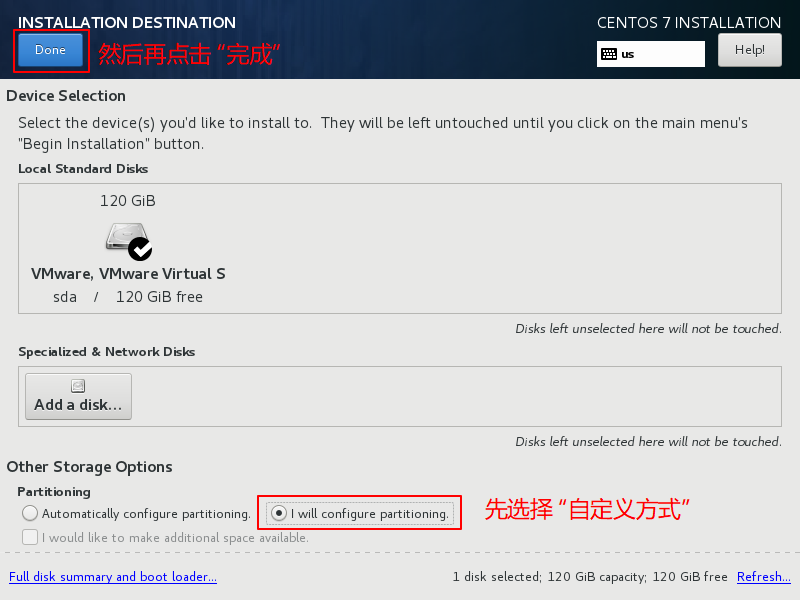 INSTALLATION DESTINATION
CENTOS 7 INSTALLATION
Done
然后再点击 “完成”
us
Help!
Device Selection
Select the device(s) you'd like to install to.  They will be left untouched until you click on the main menu's
"Begin Installation" button.
Local Standard Disks
120 GiB
VMware, VMware Virtual S
sda / 120 GiB free
Disks left unselected here will not be touched.
Specialized & Network Disks
Add a disk...
Disks left unselected here will not be touched.
Other Storage Options
Partitioning
Automatically configure partitioning.
I will configure partitioning.
先选择 “自定义方式”
I would like to make additional space available.
Full disk summary and boot loader...
1 disk selected; 120 GiB capacity; 120 GiB free
Refresh...